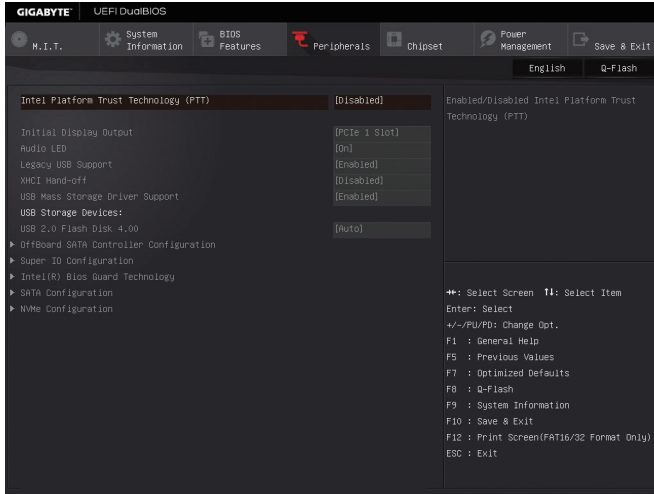 GIGABYTE™ UEFI DualBIOS
M.I.T.
System Information
BIOS Features
Peripherals
Chipset
Power Management
Save & Exit
English
Q-Flash
Intel Platform Trust Technology (PTT) [Disabled]
Initial Display Output [PCIe 1 Slot]
Audio LED [On]
Legacy USB Support [Enabled]
XHCI Hand-off [Disabled]
USB Mass Storage Driver Support [Enabled]
USB Storage Devices:
USB 2.0 Flash Disk 4.00 [Auto]
OffBoard SATA Controller Configuration
Super IO Configuration
Intel(R) Bios Guard Technology
SATA Configuration
NVMe Configuration
Enabled/Disabled Intel Platform Trust
Technology (PTT)
→←: Select Screen ↑↓: Select Item
Enter: Select
+/-/PU/PD: Change Opt.
F1 : General Help
F5 : Previous Values
F7 : Optimized Defaults
F8 : Q-Flash
F9 : System Information
F10 : Save & Exit
F12 : Print Screen(FAT16/32 Format Only)
ESC : Exit